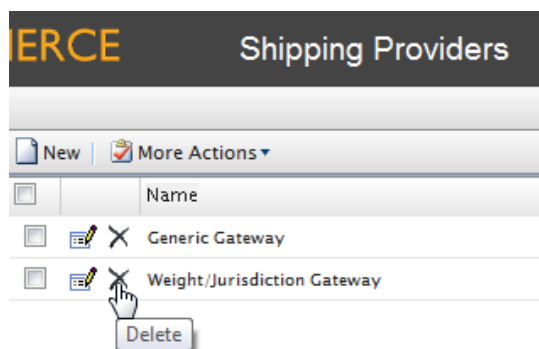 IERCE Shipping Providers
New More Actions
Name
Generic Gateway
Weight/Jurisdiction Gateway
Delete